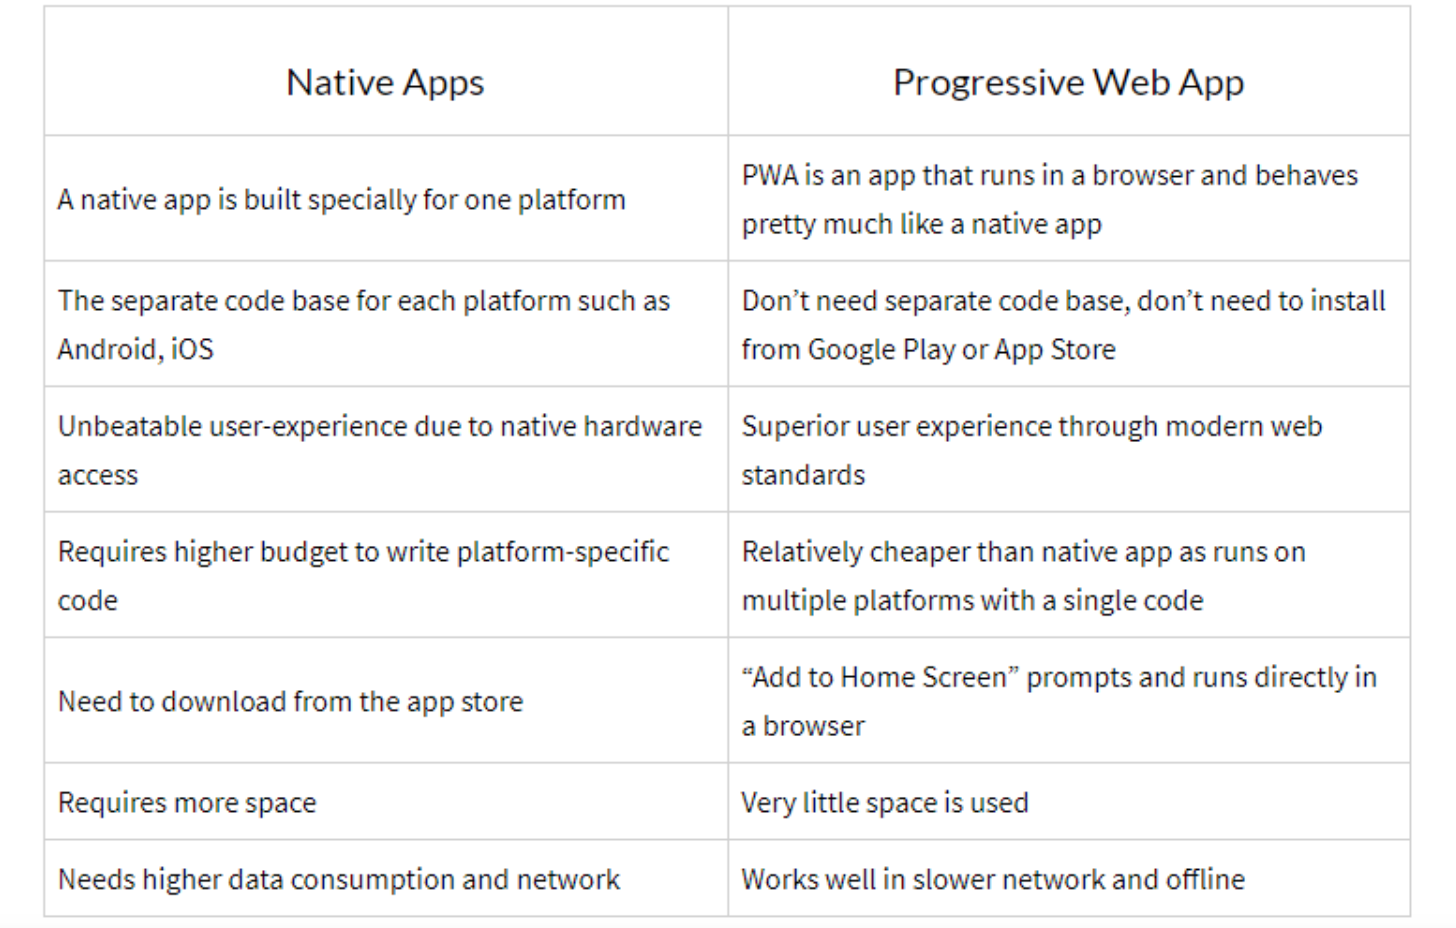 Native Apps
Progressive Web App
A native app is built specially for one platform
PWA is an app that runs in a browser and behaves
pretty much like a native app
The separate code base for each platform such as
Android, iOS
Don’t need separate code base, don’t need to install
from Google Play or App Store
Unbeatable user-experience due to native hardware
access
Superior user experience through modern web
standards
Requires higher budget to write platform-specific
code
Relatively cheaper than native app as runs on
multiple platforms with a single code
Need to download from the app store
“Add to Home Screen” prompts and runs directly in
a browser
Requires more space
Very little space is used
Needs higher data consumption and network
Works well in slower network and offline